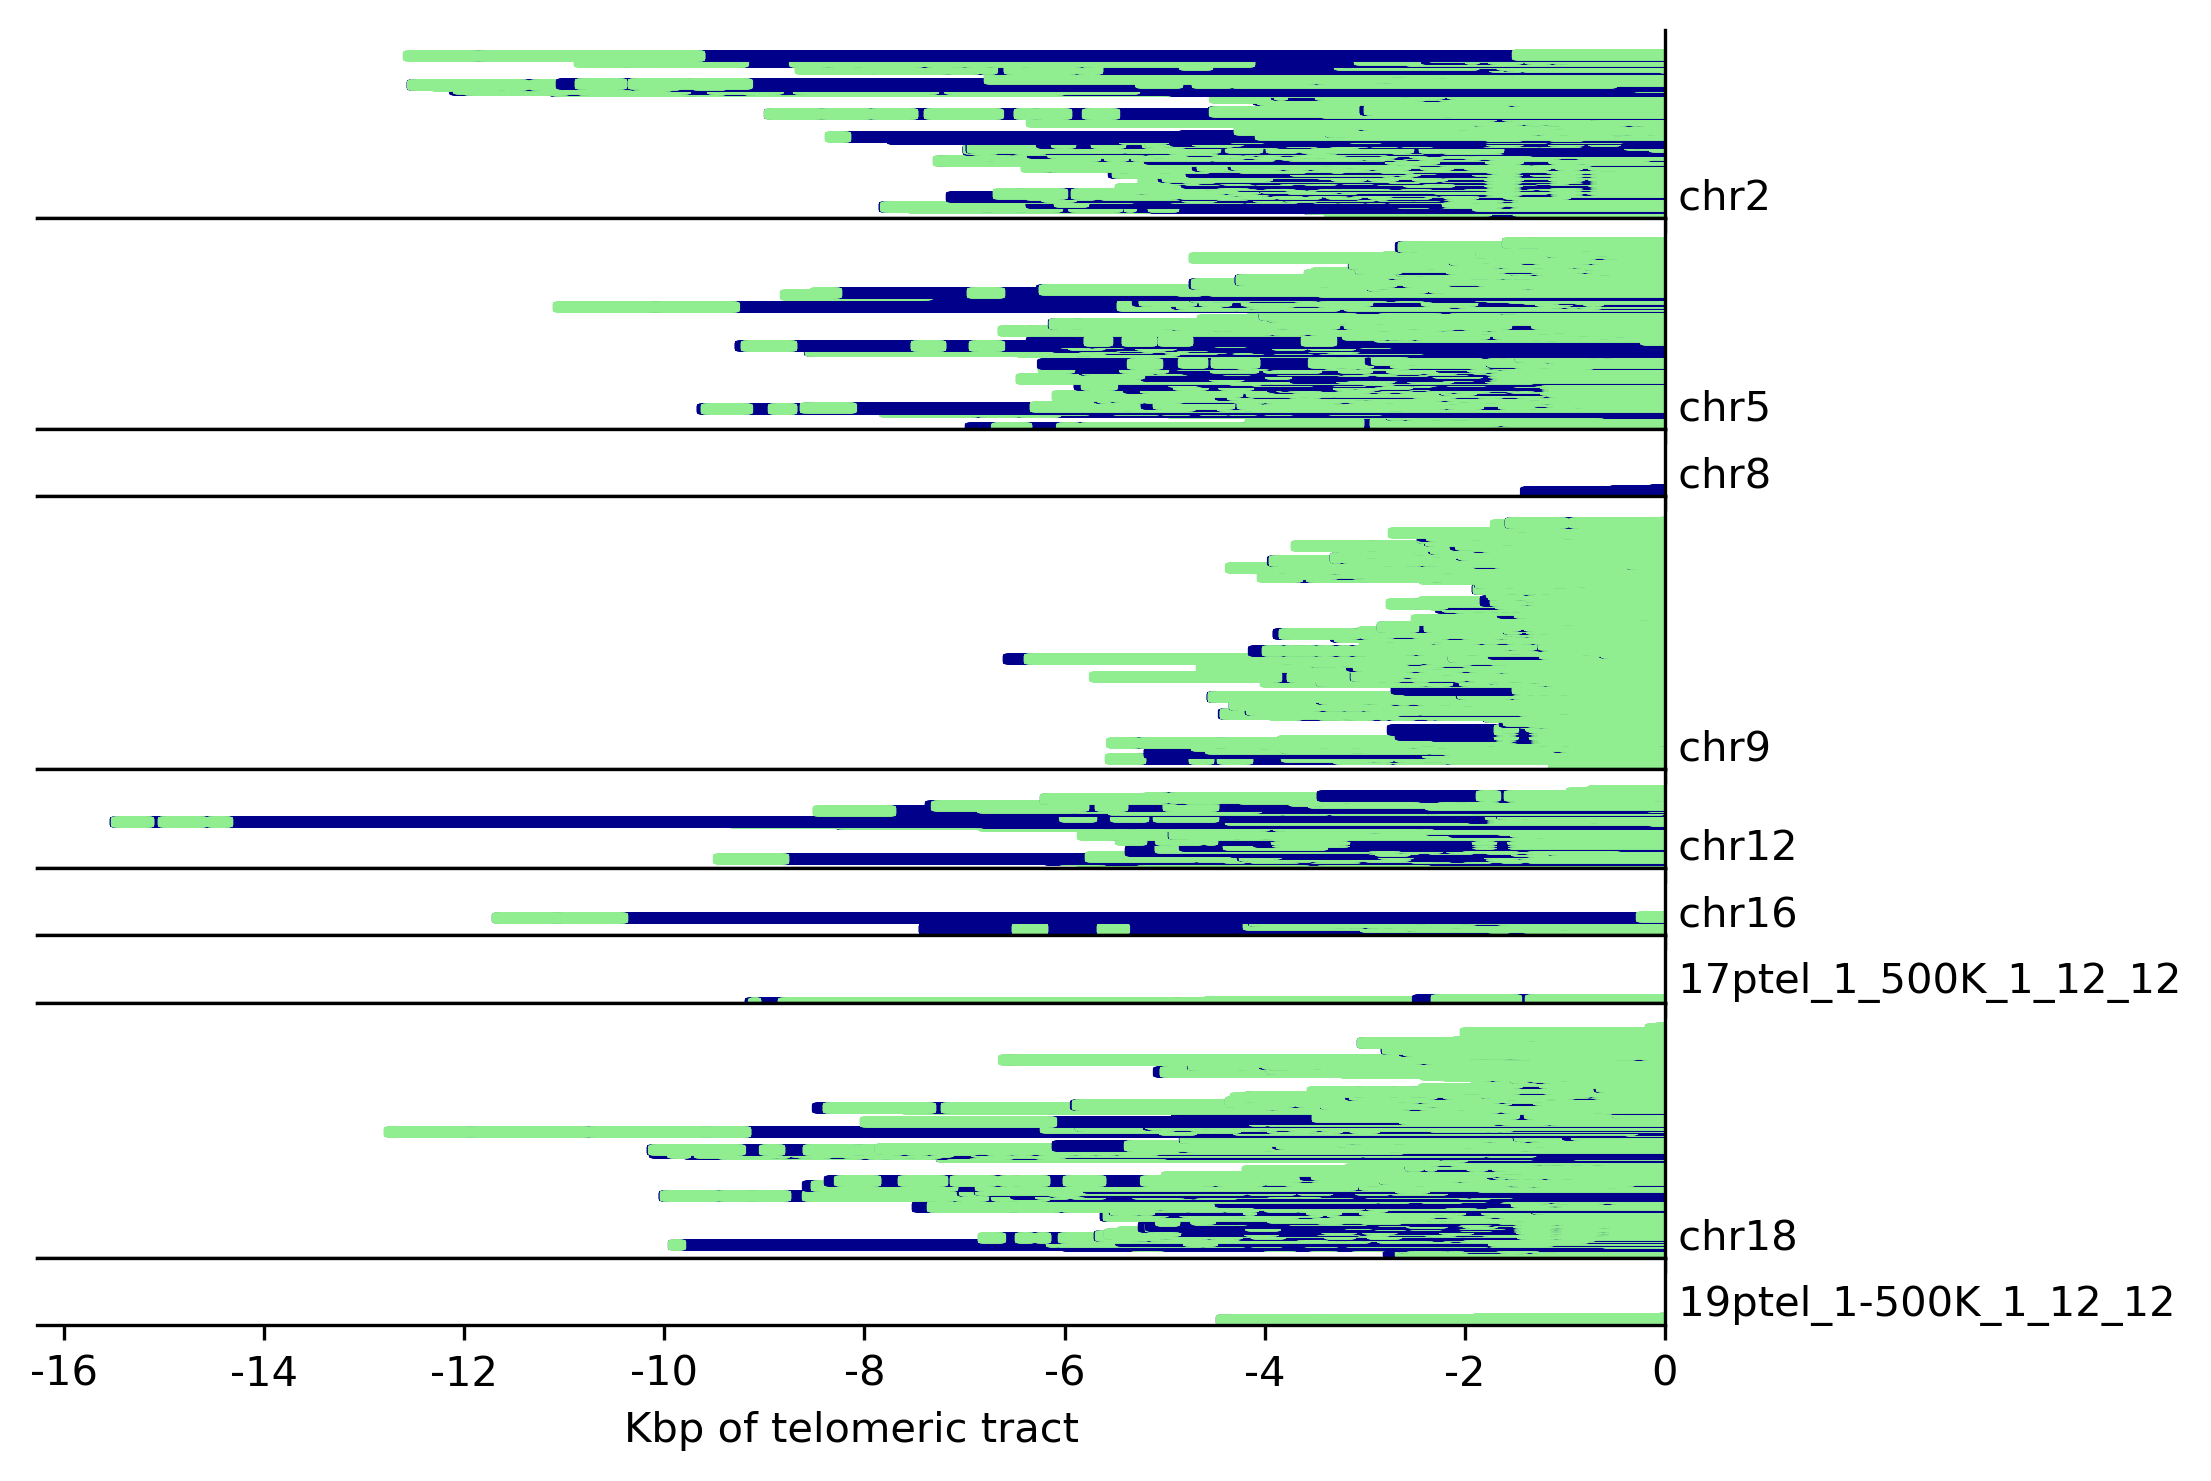 chr2
chr5
chr8
chr9
chr12
chr16
17ptel_1_500K_1_12_12
chr18
19ptel_1-500K_1_12_12
-16 -14 -12 -10 -8 -6 -4 -2 0
Kbp of telomeric tract